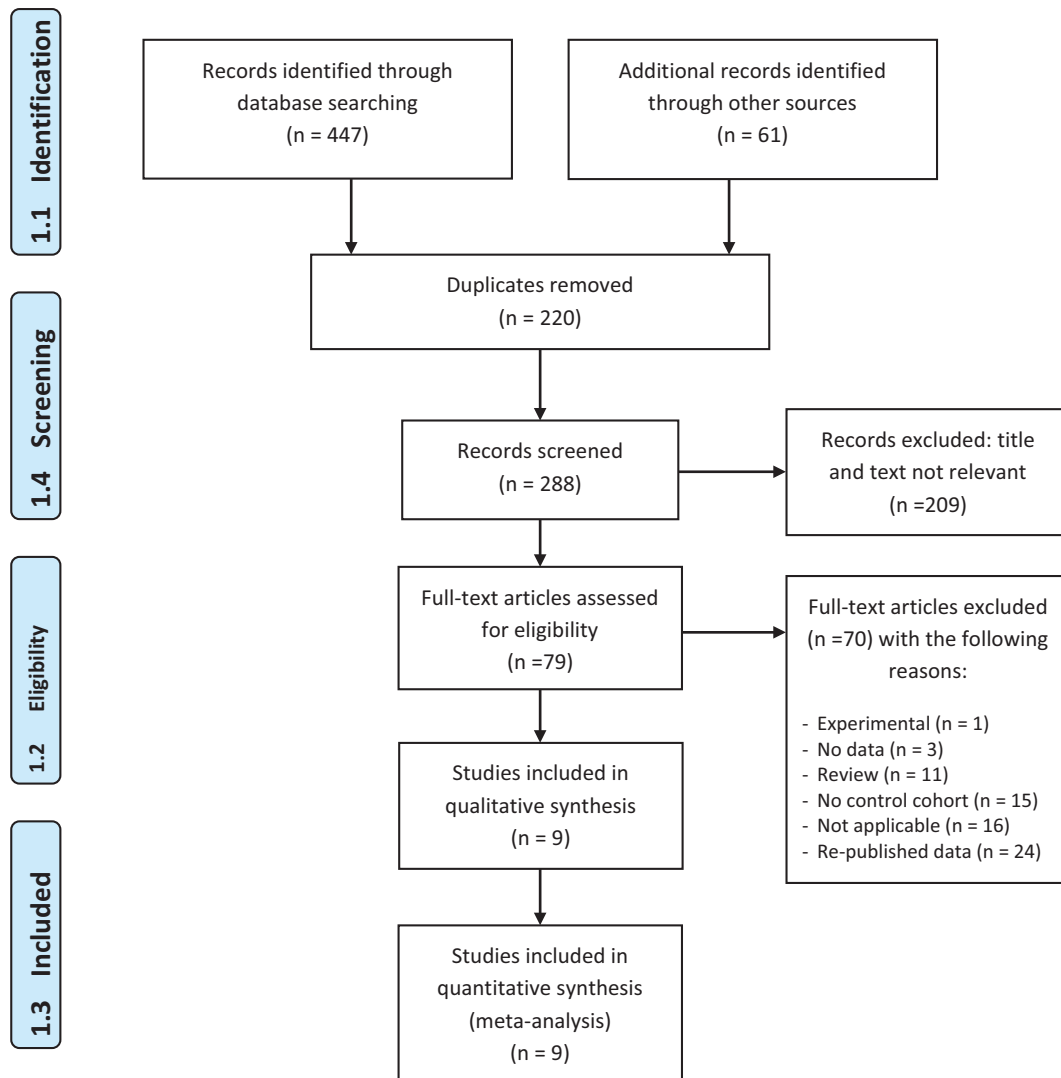 1.1 Identification
Records identified through
database searching
(n = 447)
Additional records identified
through other sources
(n = 61)
Duplicates removed
(n = 220)
1.4 Screening
Records screened
(n = 288)
Records excluded: title
and text not relevant
(n =209)
1.2 Eligibility
Full-text articles assessed
for eligibility
(n =79)
Full-text articles excluded
(n =70) with the following
reasons:
- Experimental (n = 1)
- No data (n = 3)
- Review (n = 11)
- No control cohort (n = 15)
- Not applicable (n = 16)
- Re-published data (n = 24)
Studies included in
qualitative synthesis
(n = 9)
1.3 Included
Studies included in
quantitative synthesis
(meta-analysis)
(n = 9)